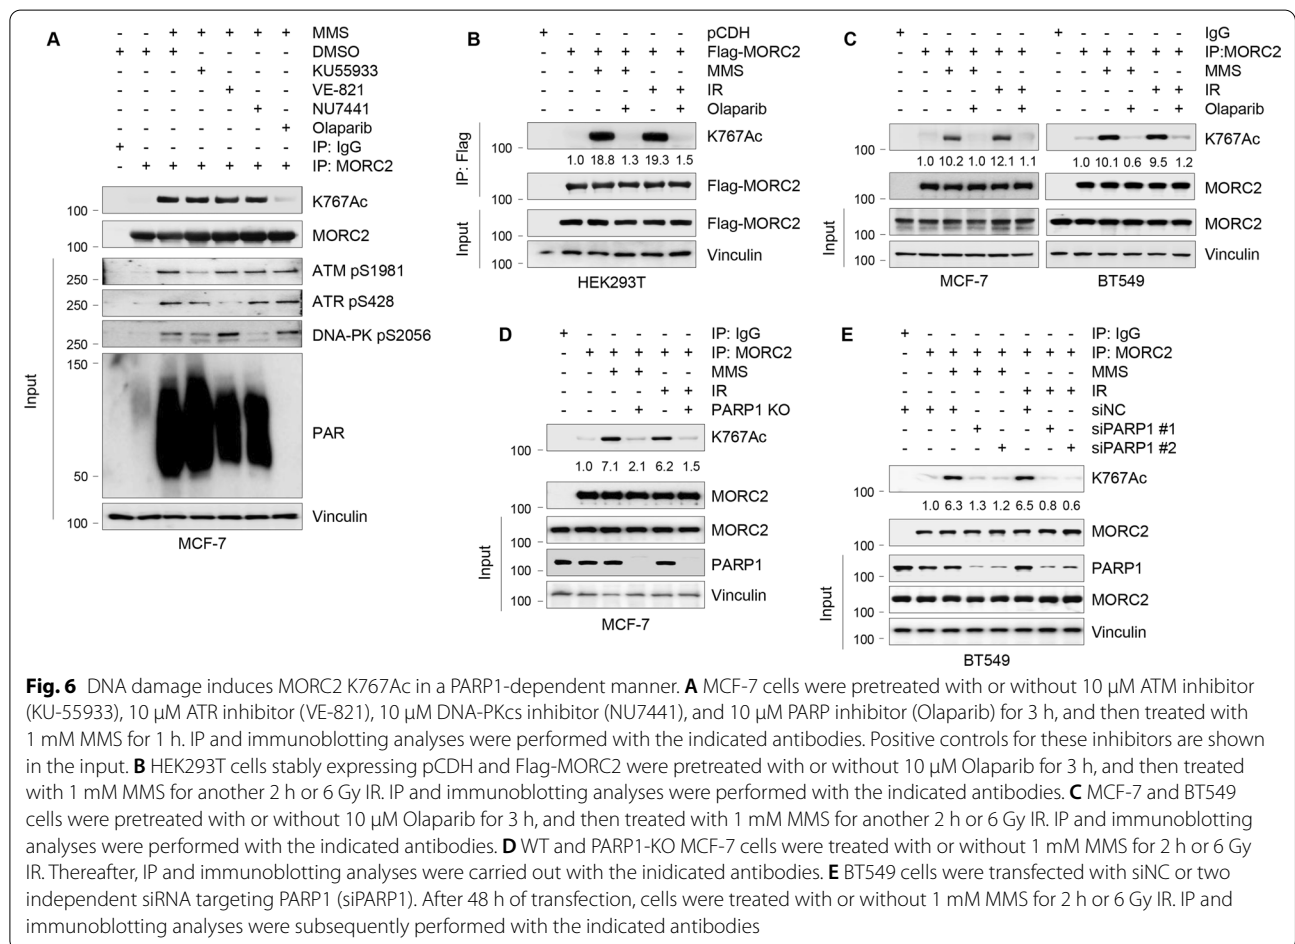 A
- - + + + + + MMS
+ + + - - - - DMSO
- - - + - - - KU55933
- - - - + - - VE-821
- - - - - + - NU7441
- - - - - - + Olaparib
+ - - - - - - IP: IgG
- + + + + + + IP: MORC2
100 K767Ac
100 MORC2
Input
250 ATM pS1981
250 ATR pS428
250 DNA-PK pS2056
150
PAR
50
100 Vinculin
MCF-7
B
+ - - - - - pCDH
- + + + + + Flag-MORC2
- - + + - - MMS
- - - - + + IR
- - - + - + Olaparib
IP: Flag
100 K767Ac
1.0 18.8 1.3 19.3 1.5
100 Flag-MORC2
Input
100 Flag-MORC2
100 Vinculin
HEK293T
C
+ - - - - - + - - - - - IgG
- + + + + + - + + + + + IP:MORC2
- - + + - - - - + + - - MMS
- - - - + + - - - - + + IR
- - - + - + - - - + - + Olaparib
100 K767Ac
1.0 10.2 1.0 12.1 1.1 1.0 10.1 0.6 9.5 1.2
100 MORC2
Input
100 MORC2
100 Vinculin
MCF-7 BT549
D
+ - - - - - IP: IgG
- + + + + + IP: MORC2
- - + + - - MMS
- - - - + + IR
- - - + - + PARP1 KO
100 K767Ac
1.0 7.1 2.1 6.2 1.5
100 MORC2
Input
100 MORC2
100 PARP1
100 Vinculin
MCF-7
E
+ - - - - - - - IP: IgG
- + + + + + + + IP: MORC2
- - + + + - - - MMS
- - - - - + + + IR
+ + + - - + - - siNC
- - - + - - + - siPARP1 #1
- - - - + - - + siPARP1 #2
100 K767Ac
1.0 6.3 1.3 1.2 6.5 0.8 0.6
100 MORC2
Input
100 PARP1
100 MORC2
100 Vinculin
BT549
Fig. 6 DNA damage induces MORC2 K767Ac in a PARP1-dependent manner. A MCF-7 cells were pretreated with or without 10 μM ATM inhibitor
(KU-55933), 10 μM ATR inhibitor (VE-821), 10 μM DNA-PKcs inhibitor (NU7441), and 10 μM PARP inhibitor (Olaparib) for 3 h, and then treated with
1 mM MMS for 1 h. IP and immunoblotting analyses were performed with the indicated antibodies. Positive controls for these inhibitors are shown
in the input. B HEK293T cells stably expressing pCDH and Flag-MORC2 were pretreated with or without 10 μM Olaparib for 3 h, and then treated
with 1 mM MMS for another 2 h or 6 Gy IR. IP and immunoblotting analyses were performed with the indicated antibodies. C MCF-7 and BT549
cells were pretreated with or without 10 μM Olaparib for 3 h, and then treated with 1 mM MMS for another 2 h or 6 Gy IR. IP and immunoblotting
analyses were performed with the indicated antibodies. D WT and PARP1-KO MCF-7 cells were treated with or without 1 mM MMS for 2 h or 6 Gy
IR. Thereafter, IP and immunoblotting analyses were carried out with the inidicated antibodies. E BT549 cells were transfected with siNC or two
independent siRNA targeting PARP1 (siPARP1). After 48 h of transfection, cells were treated with or without 1 mM MMS for 2 h or 6 Gy IR. IP and
immunoblotting analyses were subsequently performed with the indicated antibodies